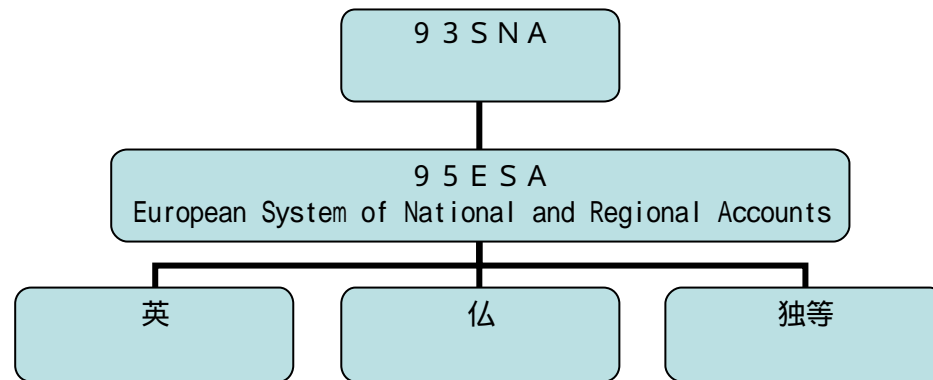 ９３ＳＮＡ
９５ＥＳＡ
European System of National and Regional Accounts
英
仏
独等